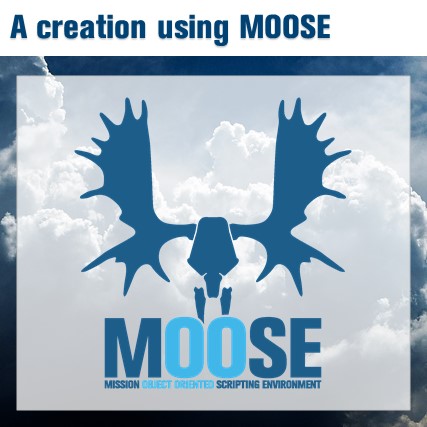 A creation using MOOSE
MOOSE
MISSION OBJECT ORIENTED SCRIPTING ENVIRONMENT